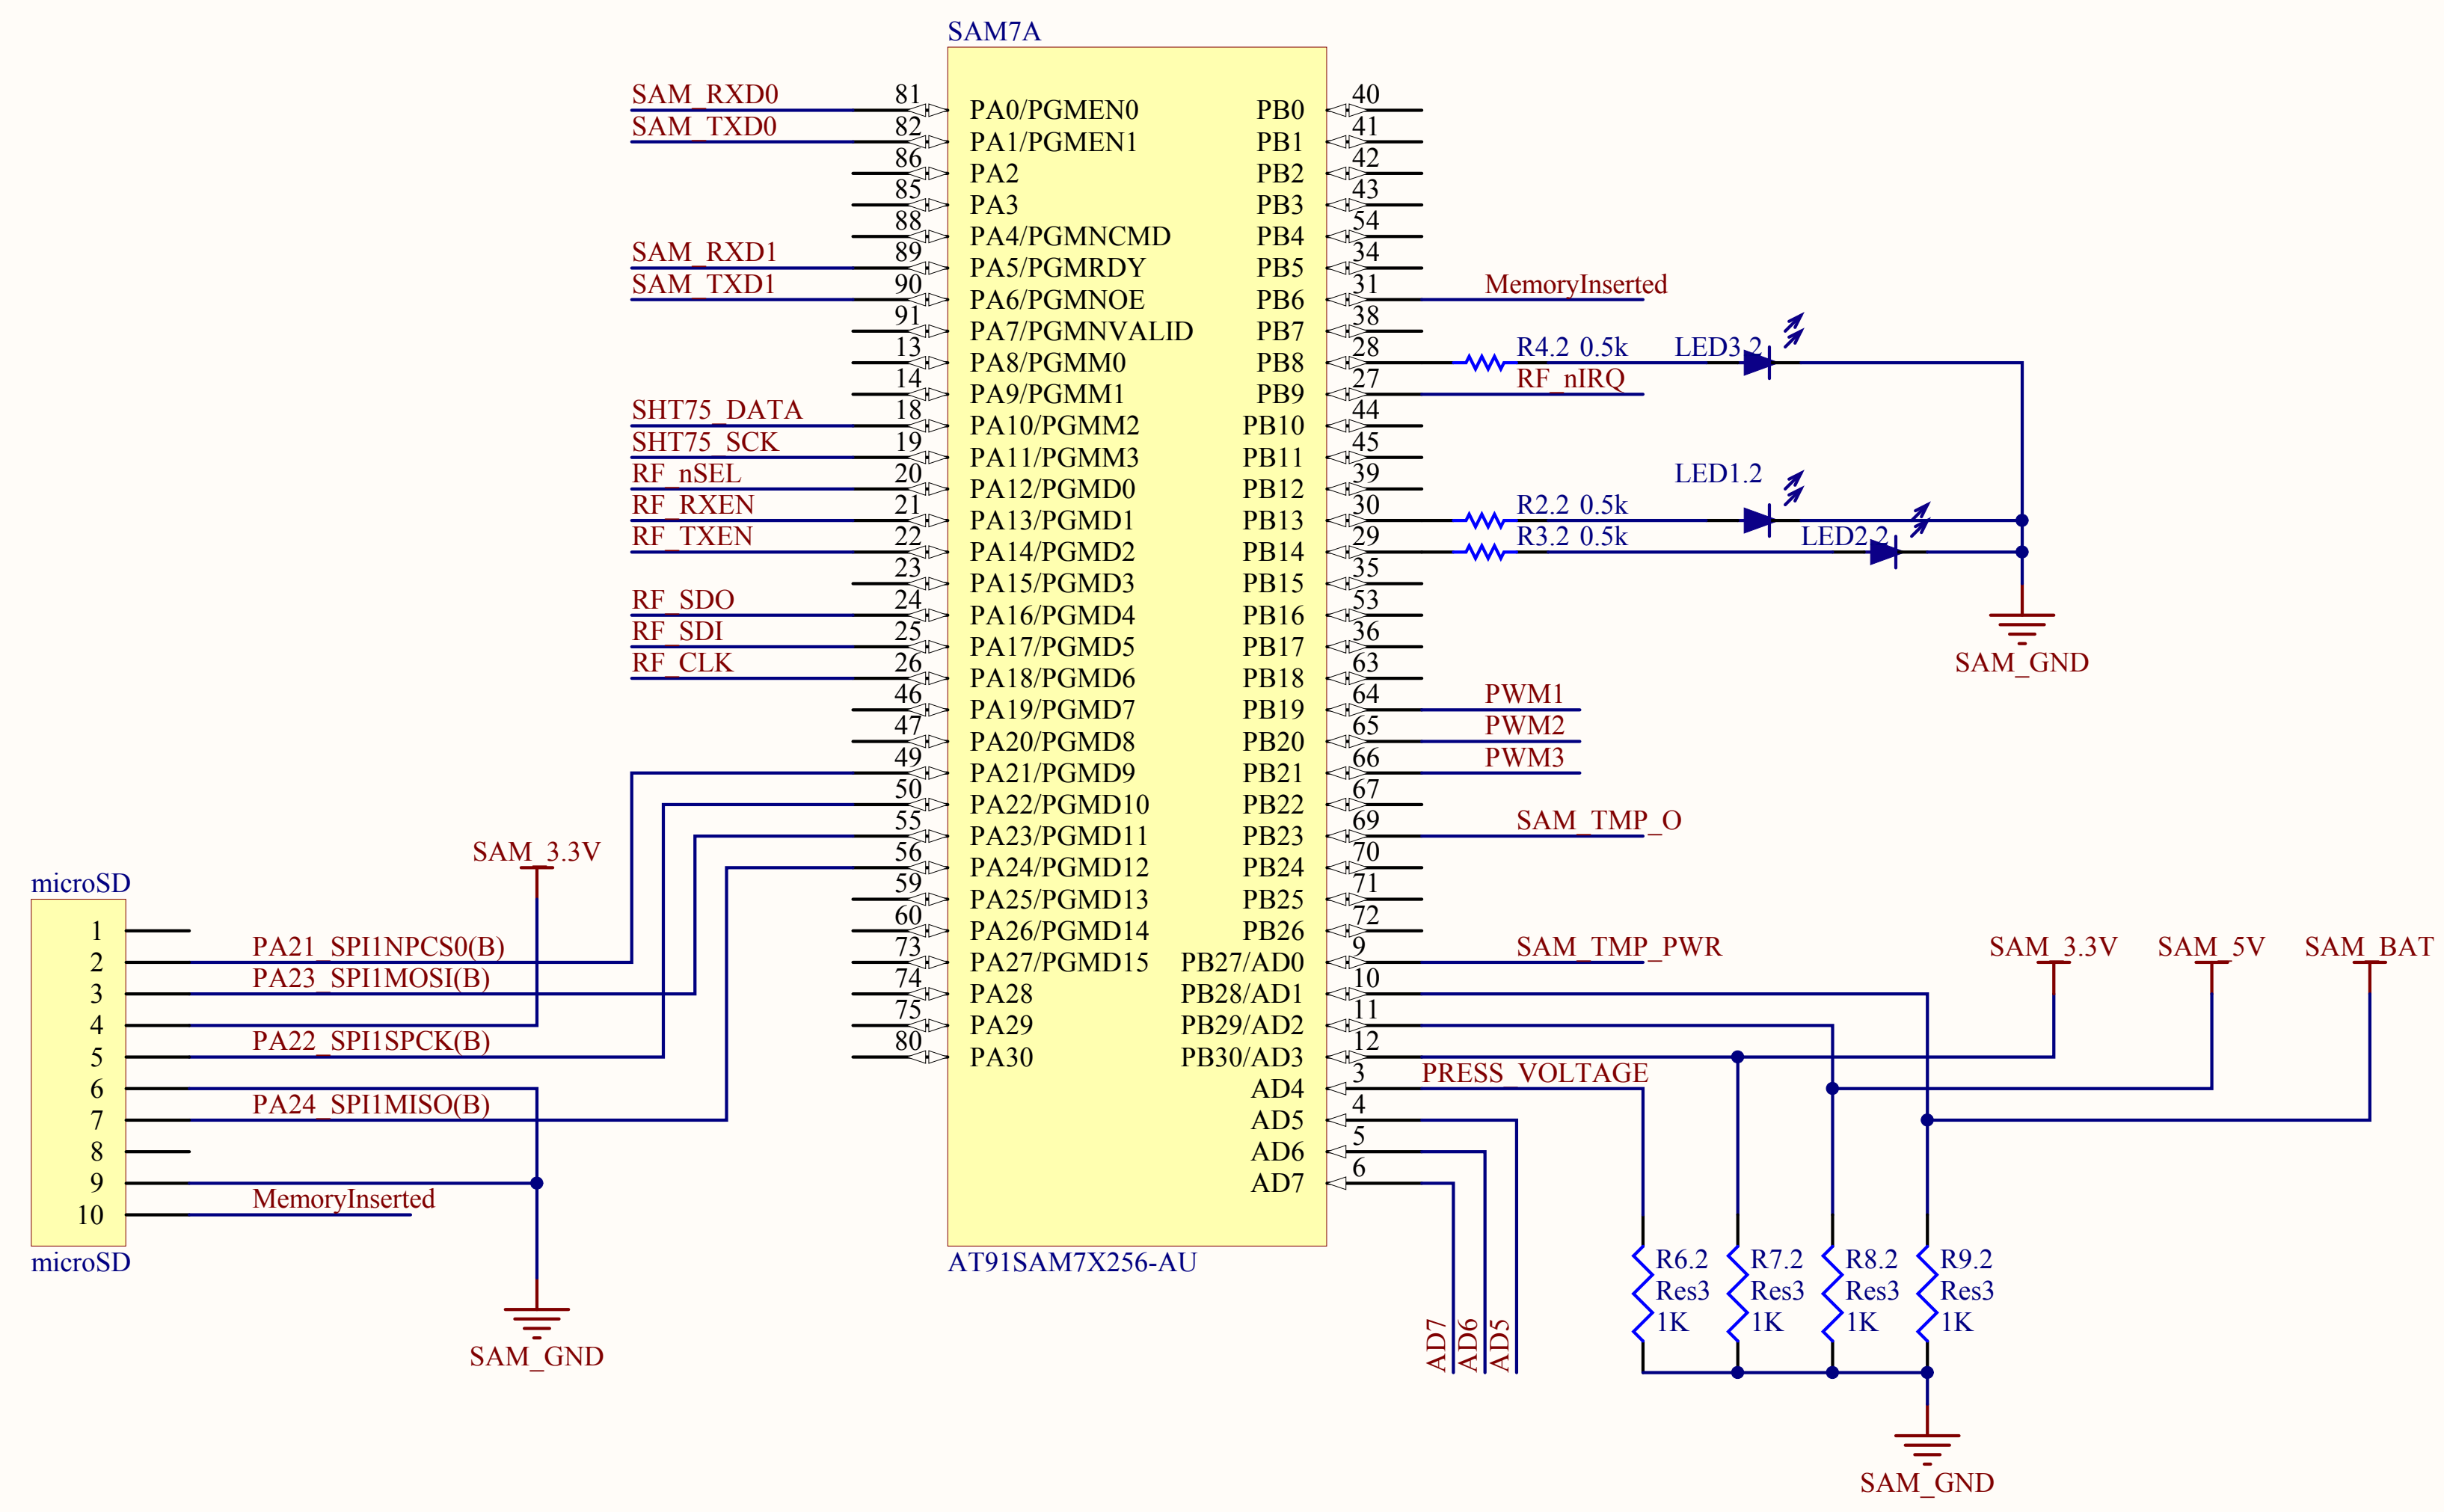 SAM7A
SAM_RXD0 81 PA0/PGMEN0 PB0 40
SAM_TXD0 82 PA1/PGMEN1 PB1 41
86 PA2 PB2 42
85 PA3 PB3 43
88 PA4/PGMNCMD PB4 54
SAM_RXD1 89 PA5/PGMRDY PB5 34
SAM_TXD1 90 PA6/PGMNOE PB6 31 MemoryInserted
91 PA7/PGMNVALID PB7 38
13 PA8/PGMM0 PB8 28 R4.2 0.5k LED3.2
14 PA9/PGMM1 PB9 27 RF_nIRQ
SHT75_DATA 18 PA10/PGMM2 PB10 44
SHT75_SCK 19 PA11/PGMM3 PB11 45
RF_nSEL 20 PA12/PGMD0 PB12 39 LED1.2
RF_RXEN 21 PA13/PGMD1 PB13 30 R2.2 0.5k
RF_TXEN 22 PA14/PGMD2 PB14 29 R3.2 0.5k LED2.2
23 PA15/PGMD3 PB15 35
RF_SDO 24 PA16/PGMD4 PB16 53
RF_SDI 25 PA17/PGMD5 PB17 36
SAM_GND
RF_CLK 26 PA18/PGMD6 PB18 63
46 PA19/PGMD7 PB19 64 PWM1
47 PA20/PGMD8 PB20 65 PWM2
49 PA21/PGMD9 PB21 66 PWM3
50 PA22/PGMD10 PB22 67
55 PA23/PGMD11 PB23 69 SAM_TMP_O
SAM_3.3V 56 PA24/PGMD12 PB24 70
microSD
59 PA25/PGMD13 PB25 71
1 60 PA26/PGMD14 PB26 72
2 PA21_SPI1NPCS0(B) 73 PA27/PGMD15 PB27/AD0 9 SAM_TMP_PWR SAM_3.3V SAM_5V SAM_BAT
3 PA23_SPI1MOSI(B) 74 PA28 PB28/AD1 10
4 75 PA29 PB29/AD2 11
5 PA22_SPI1SPCK(B) 80 PA30 PB30/AD3 12
6 AD4 3 PRESS_VOLTAGE
7 PA24_SPI1MISO(B) AD5 4
8 AD6 5
9 AD7 6
10 MemoryInserted
microSD
AT91SAM7X256-AU
R6.2 R7.2 R8.2 R9.2
Res3 Res3 Res3 Res3
1K 1K 1K 1K
AD7
AD6
AD5
SAM_GND
SAM_GND